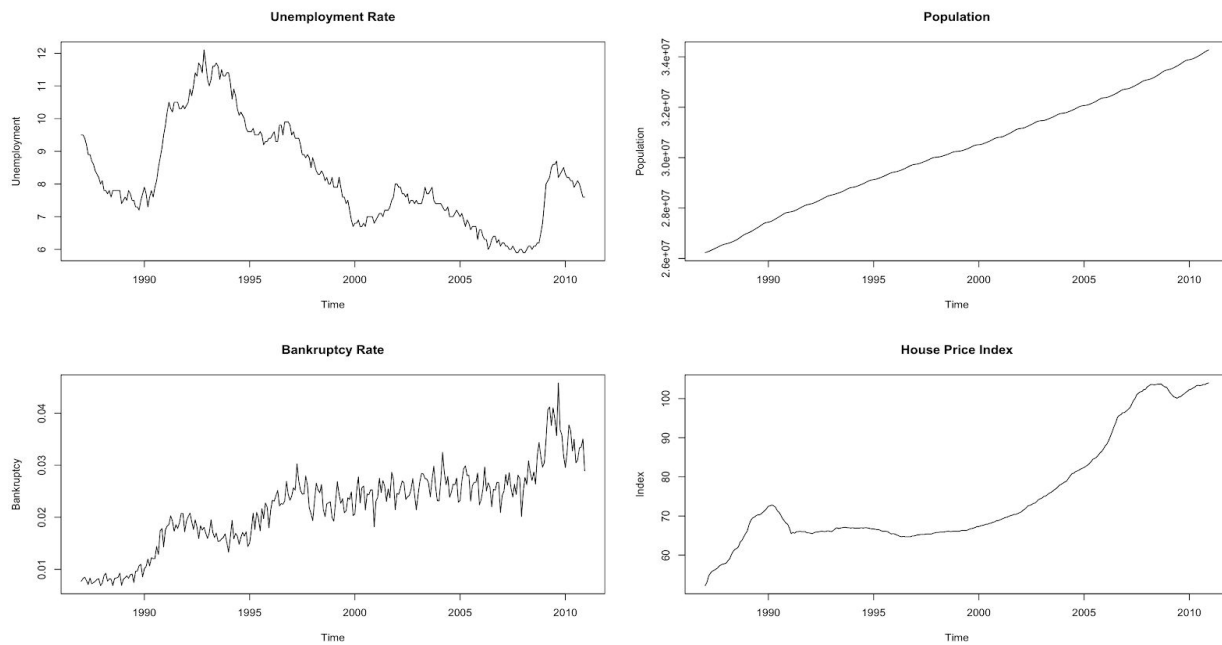 Unemployment Rate
Unemployment
12
11
10
9
8
7
6
1990 1995 2000 2005 2010
Time
Population
Population
3.4e+07
3.2e+07
3.0e+07
2.8e+07
2.6e+07
1990 1995 2000 2005 2010
Time
Bankruptcy Rate
Bankruptcy
0.04
0.03
0.02
0.01
1990 1995 2000 2005 2010
Time
House Price Index
Index
100
90
80
70
60
1990 1995 2000 2005 2010
Time